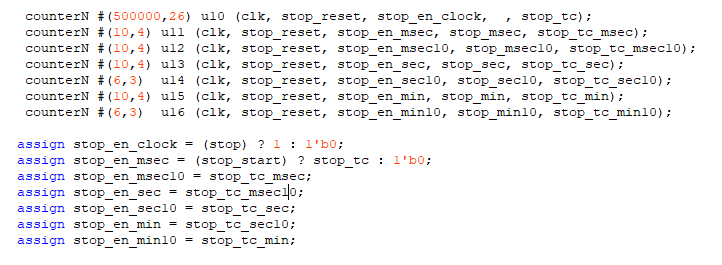 counterN #(500000,26) u10 (clk, stop_reset, stop_en_clock, , stop_tc);
counterN #(10,4) u11 (clk, stop_reset, stop_en_msec, stop_msec, stop_tc_msec);
counterN #(10,4) u12 (clk, stop_reset, stop_en_msec10, stop_msec10, stop_tc_msec10);
counterN #(10,4) u13 (clk, stop_reset, stop_en_sec, stop_sec, stop_tc_sec);
counterN #(6,3) u14 (clk, stop_reset, stop_en_sec10, stop_sec10, stop_tc_sec10);
counterN #(10,4) u15 (clk, stop_reset, stop_en_min, stop_min, stop_tc_min);
counterN #(6,3) u16 (clk, stop_reset, stop_en_min10, stop_min10, stop_tc_min10);
assign stop_en_clock = (stop) ? 1 : 1'b0;
assign stop_en_msec = (stop_start) ? stop_tc : 1'b0;
assign stop_en_msec10 = stop_tc_msec;
assign stop_en_sec = stop_tc_msec10;
assign stop_en_sec10 = stop_tc_sec;
assign stop_en_min = stop_tc_sec10;
assign stop_en_min10 = stop_tc_min;